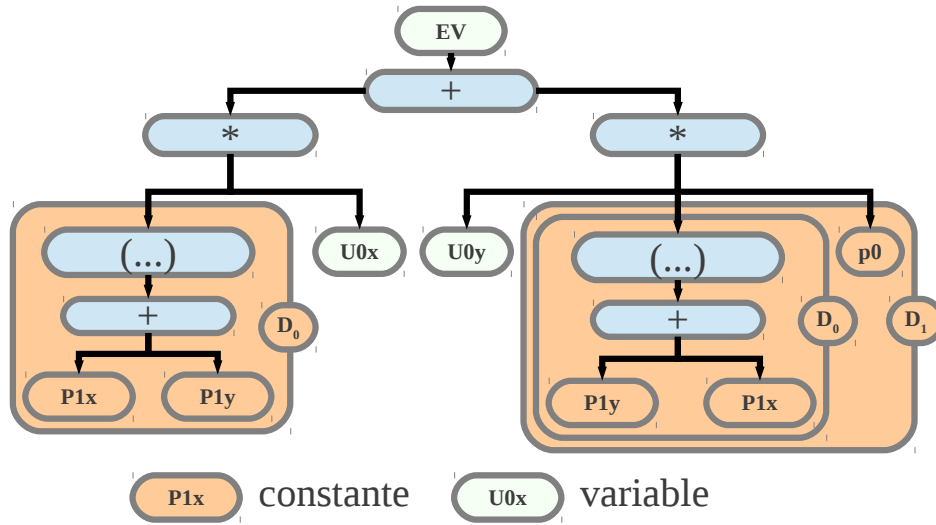 EV
+
* *
(...) U0x U0y (...) p0
+ D₀ + D₀ D₁
P1x P1y P1y P1x
P1x constante U0x variable